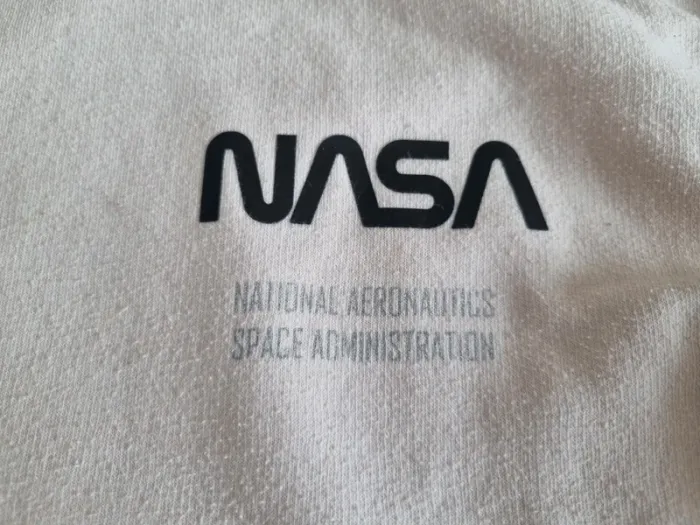 NASA
NATIONAL AERONAUTICS
SPACE ADMINISTRATION